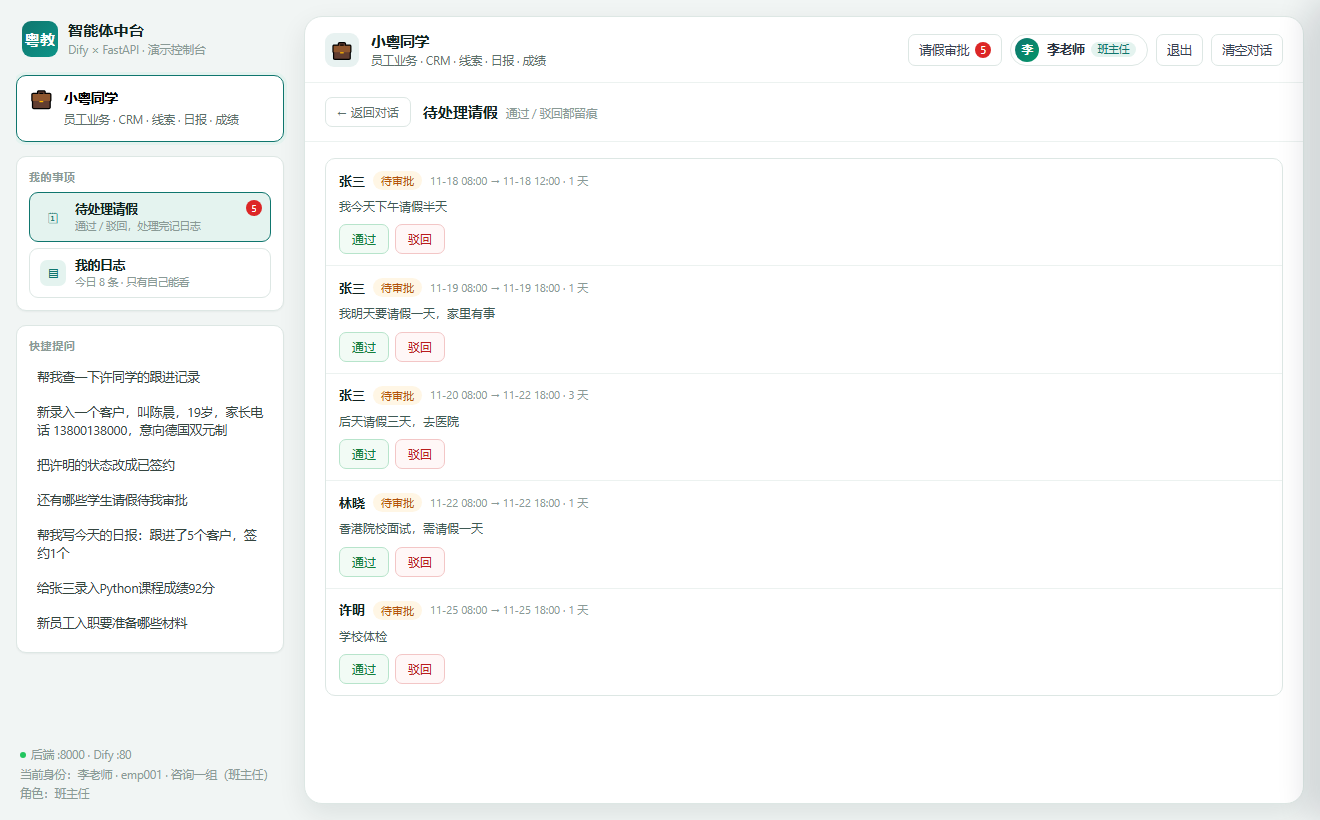 粤教
智能体中台
Dify × FastAPI · 演示控制台
小粤同学
员工业务 · CRM · 线索 · 日报 · 成绩
我的事项
1
待处理请假
5
通过 / 驳回，处理完记日志
我的日志
今日 8 条 · 只有自己能看
快捷提问
帮我查一下许同学的跟进记录
新录入一个客户，叫陈晨，19岁，家长电
话 13800138000，意向德国双元制
把许明的状态改成已签约
还有哪些学生请假待我审批
帮我写今天的日报：跟进了5个客户，签
约1个
给张三录入Python课程成绩92分
新员工入职要准备哪些材料
后端 :8000 · Dify :80
当前身份：李老师 · emp001 · 咨询一组（班主任）
角色：班主任
小粤同学
员工业务 · CRM · 线索 · 日报 · 成绩
请假审批 5
李 李老师 班主任
退出
清空对话
← 返回对话
待处理请假 通过 / 驳回都留痕
张三 待审批 11-18 08:00 → 11-18 12:00 · 1 天
我今天下午请假半天
通过 驳回
张三 待审批 11-19 08:00 → 11-19 18:00 · 1 天
我明天要请假一天，家里有事
通过 驳回
张三 待审批 11-20 08:00 → 11-22 18:00 · 3 天
后天请假三天，去医院
通过 驳回
林晓 待审批 11-22 08:00 → 11-22 18:00 · 1 天
香港院校面试，需请假一天
通过 驳回
许明 待审批 11-25 08:00 → 11-25 18:00 · 1 天
学校体检
通过 驳回